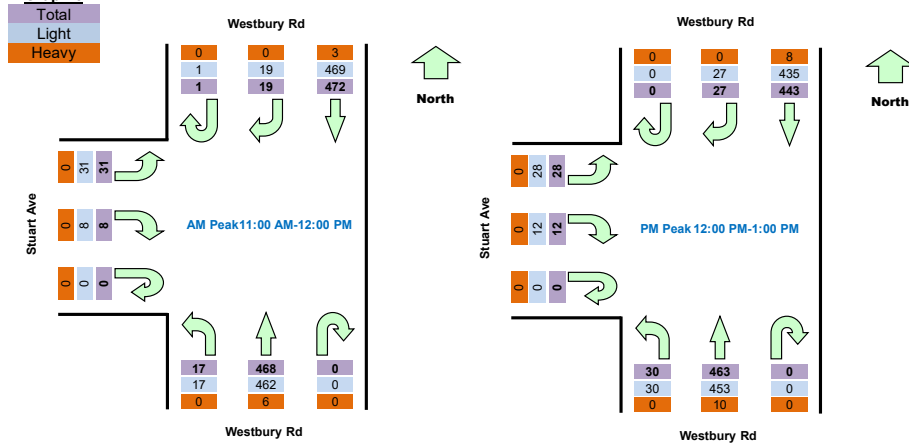 Total
Light
Heavy
Westbury Rd
0 0 3
1 19 469
1 19 472
North
Stuart Ave
0 31 31
0 8 8
0 0 0
AM Peak11:00 AM-12:00 PM
17 468 0
17 462 0
0 6 0
Westbury Rd
Westbury Rd
0 0 8
0 27 435
0 27 443
North
Stuart Ave
0 28 28
0 12 12
0 0 0
PM Peak 12:00 PM-1:00 PM
30 463 0
30 453 0
0 10 0
Westbury Rd